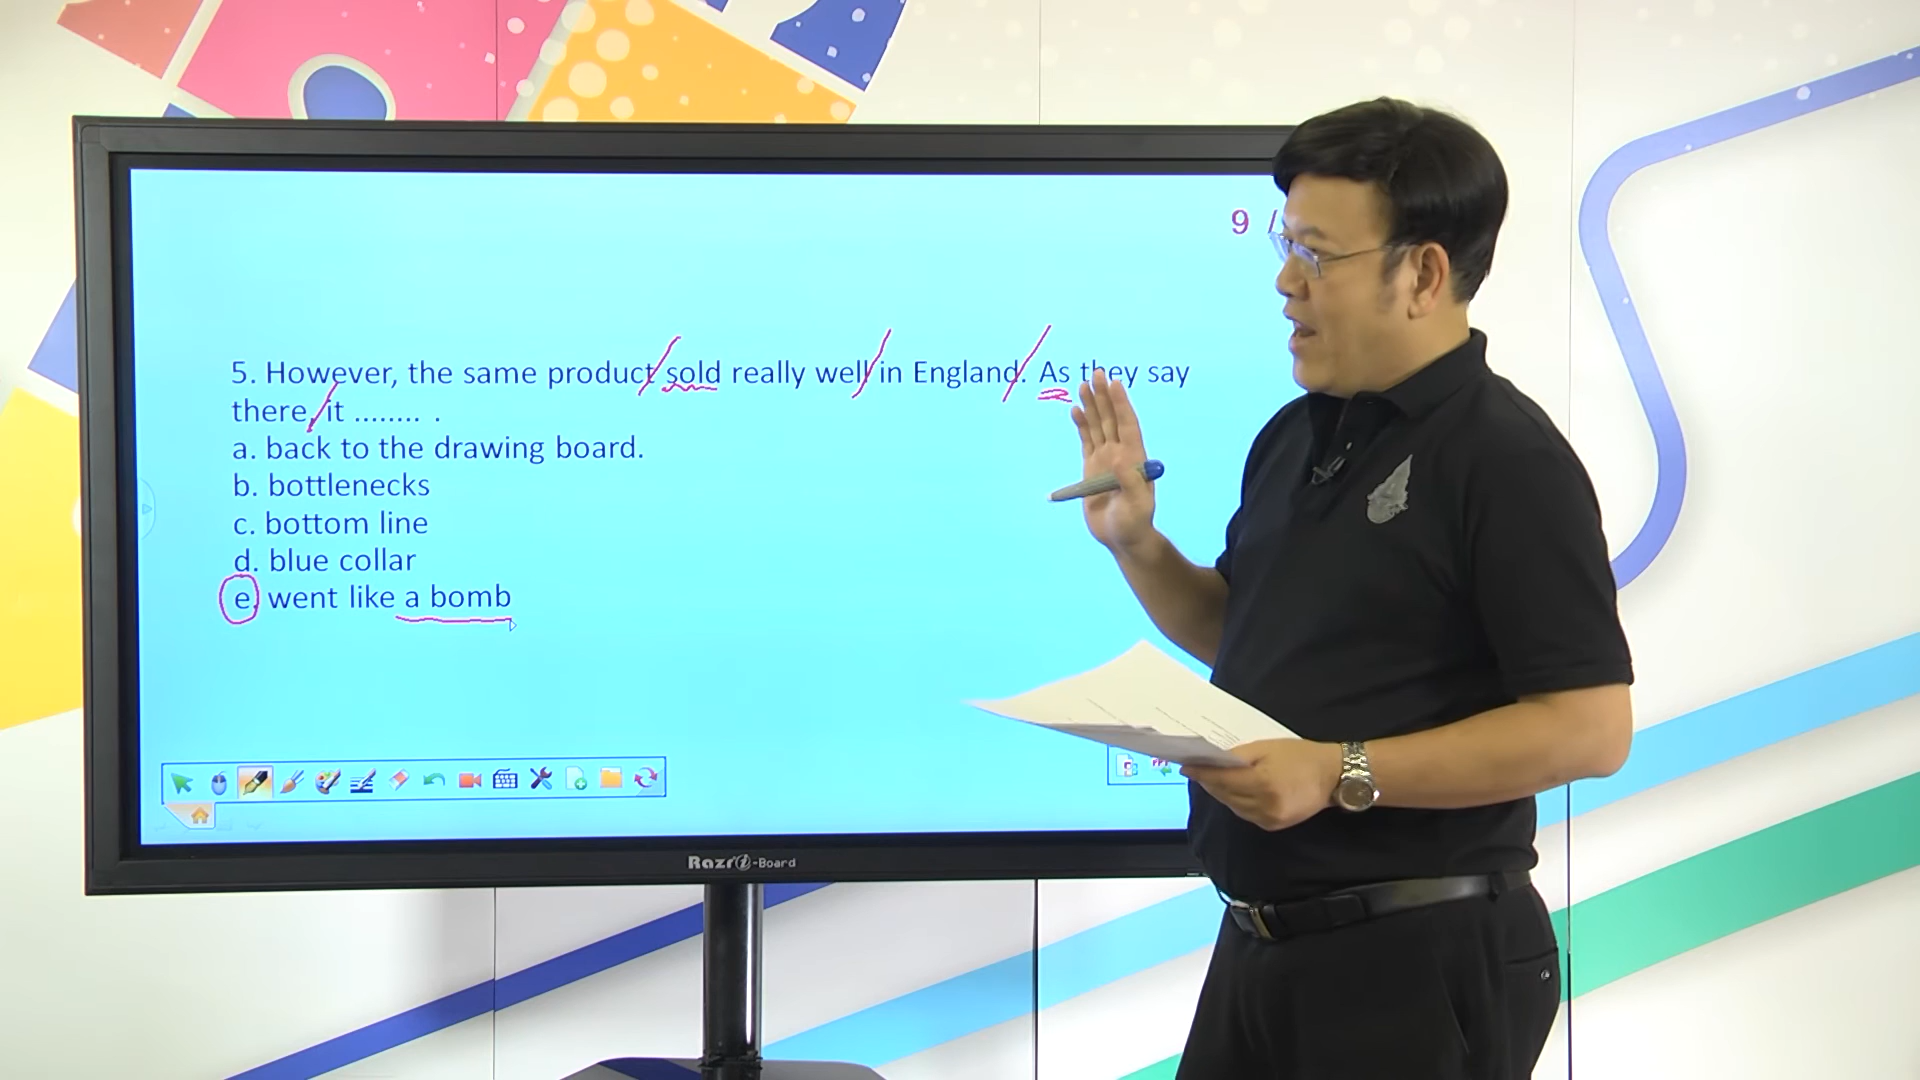 9 /
5. However, the same product sold really well in England. As they say
there, it ........ .
a. back to the drawing board.
b. bottlenecks
c. bottom line
d. blue collar
e. went like a bomb
Razr i-Board